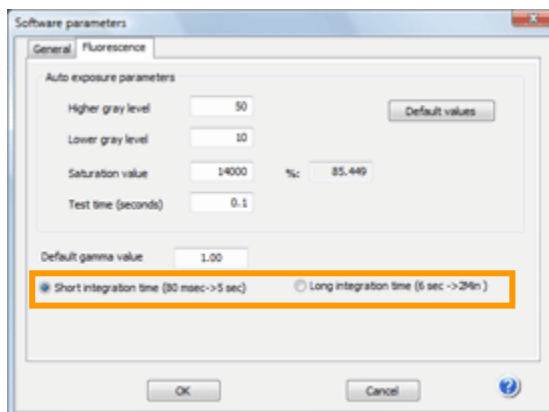 Software parameters
General Fluorescence
Auto exposure parameters
Higher gray level 50 Default values
Lower gray level 10
Saturation value 14000 %: 85.449
Test time (seconds) 0.1
Default gamma value 1.00
Short integration time (80 msec->5 sec) Long integration time (6 sec ->2Min )
OK Cancel ?